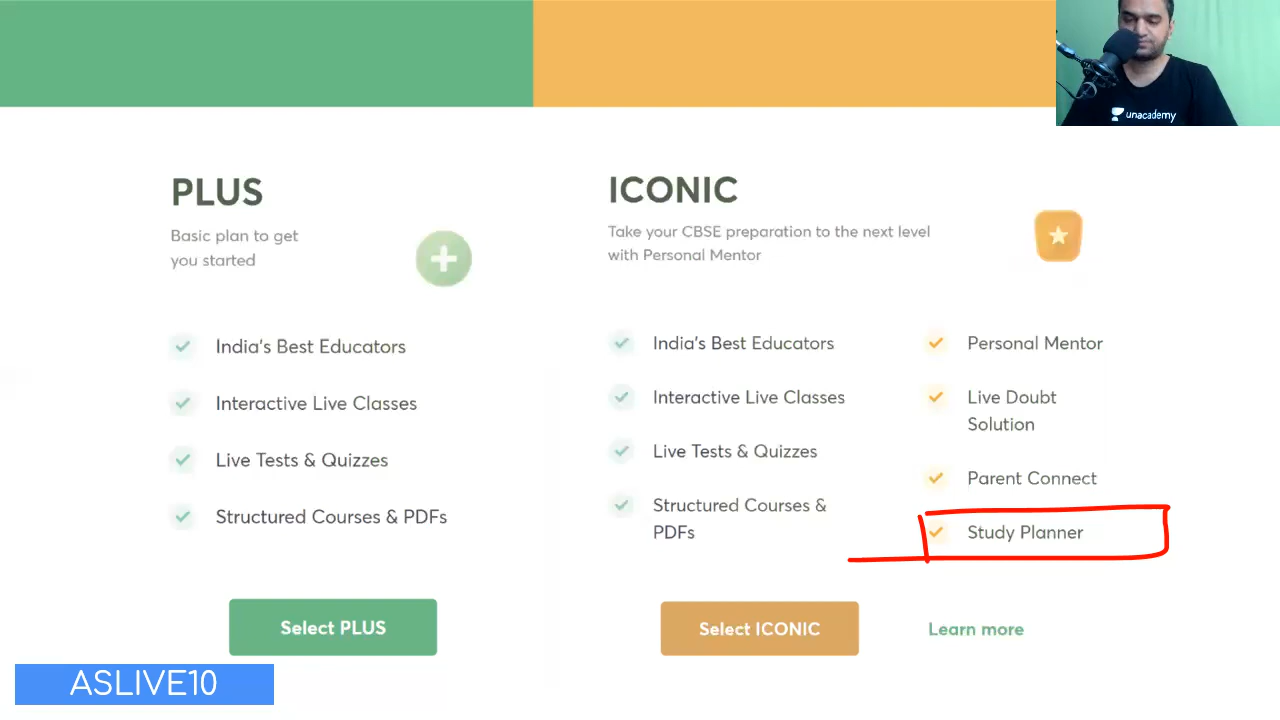 unacademy
PLUS
Basic plan to get
you started
India's Best Educators
Interactive Live Classes
Live Tests & Quizzes
Structured Courses & PDFs
Select PLUS
ICONIC
Take your CBSE preparation to the next level
with Personal Mentor
India's Best Educators
Interactive Live Classes
Live Tests & Quizzes
Structured Courses &
PDFs
Personal Mentor
Live Doubt
Solution
Parent Connect
Study Planner
Select ICONIC
Learn more
ASLIVE10